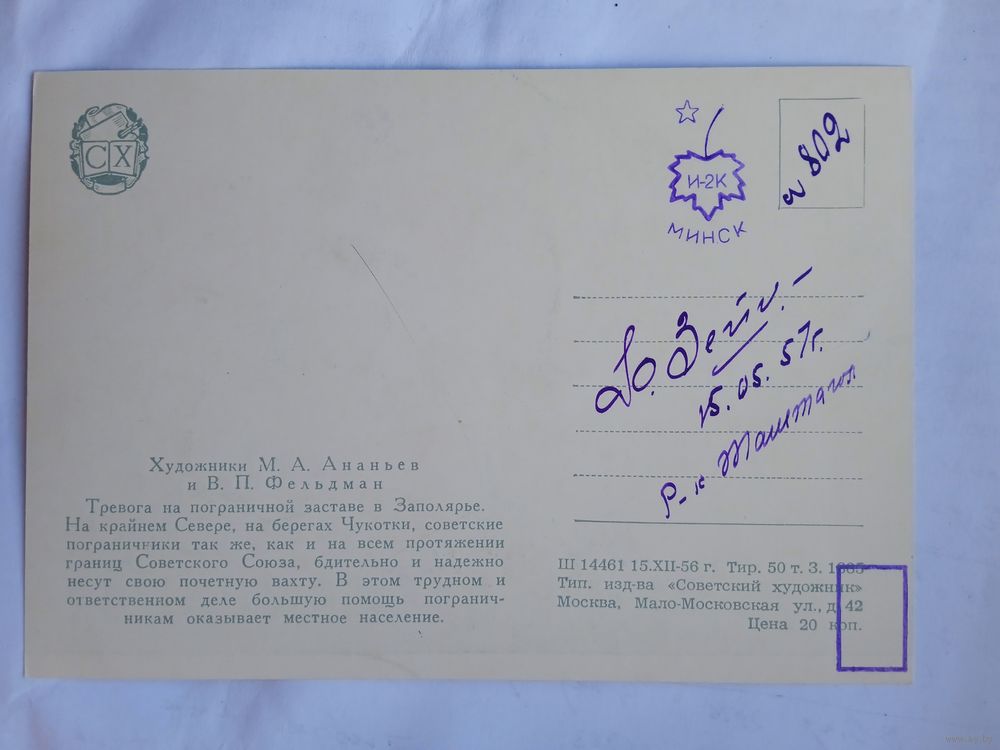 СХ
И-2К
МИНСК
и 802
15.05.57г.
р-к Таштагол.
Художники М. А. Ананьев
и В. П. Фельдман
Тревога на пограничной заставе в Заполярье.
На крайнем Севере, на берегах Чукотки, советские
пограничники так же, как и на всем протяжении
границ Советского Союза, бдительно и надежно
несут свою почетную вахту. В этом трудном и
ответственном деле большую помощь погранич-
никам оказывает местное население.
Ш 14461 15.XII-56 г. Тир. 50 т. З.
Тип. изд-ва «Советский художник»
Москва, Мало-Московская ул., д. 42
Цена 20 коп.